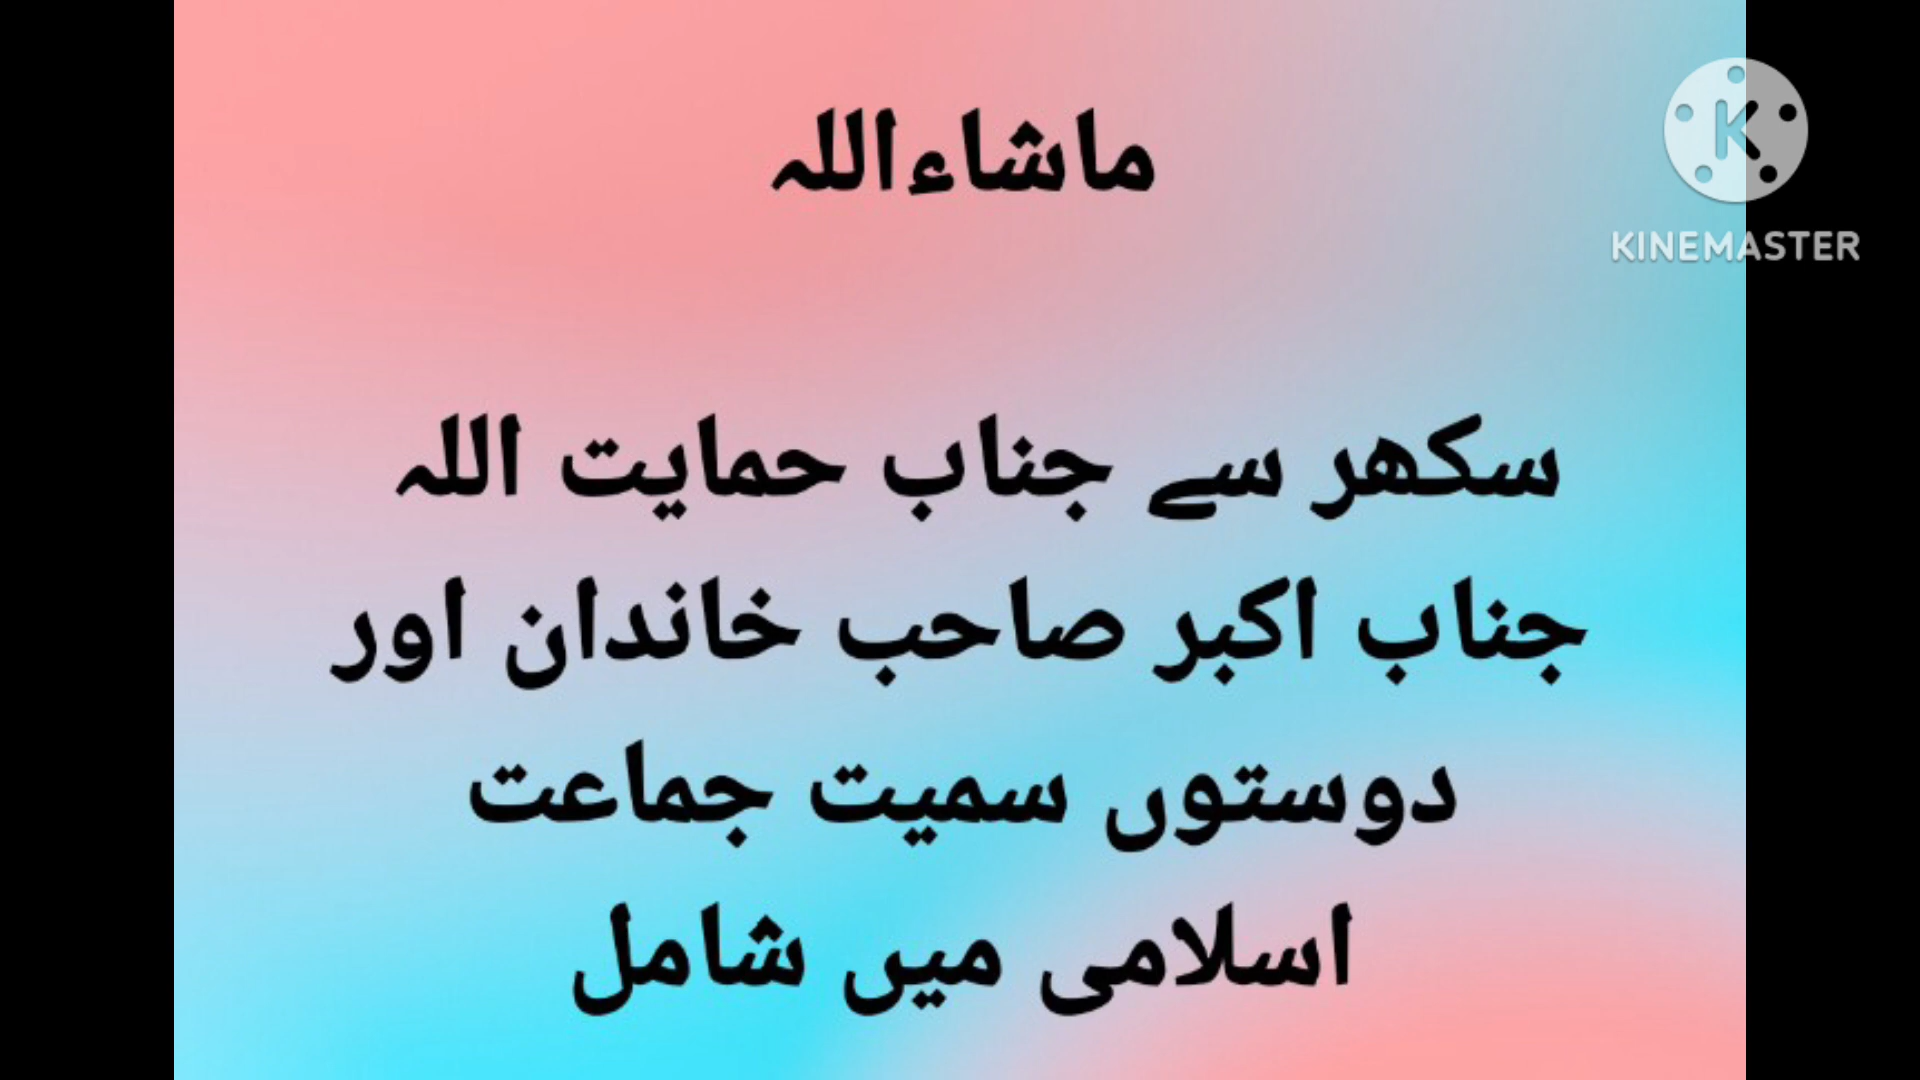 ماشاءاللہ
KINEMASTER
سکھر سے جناب حمایت اللہ
جناب اکبر صاحب خاندان اور
دوستوں سمیت جماعت
اسلامی میں شامل